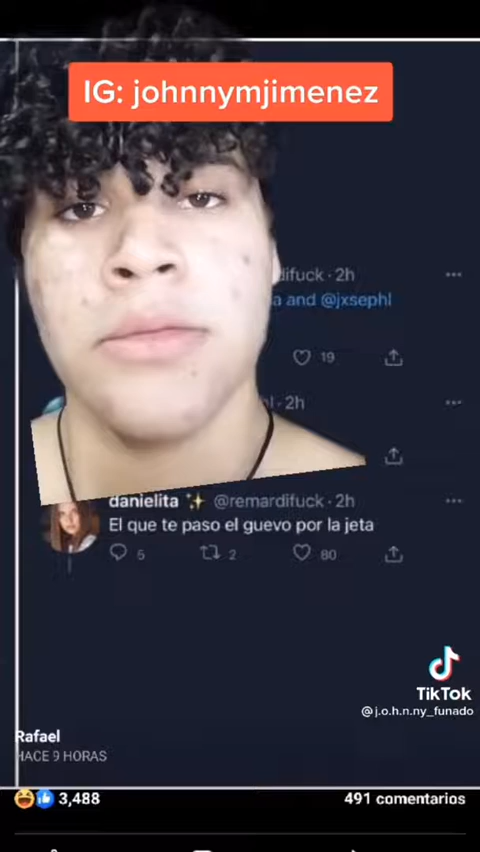 IG: johnnymjimenez
difuck · 2h
a and @jxsephl
19
l · 2h
danielita ✨ @remardifuck · 2h
El que te paso el guevo por la jeta
5 2 80
TikTok
@j.o.h.n.ny_funado
Rafael
HACE 9 HORAS
3,488 491 comentarios